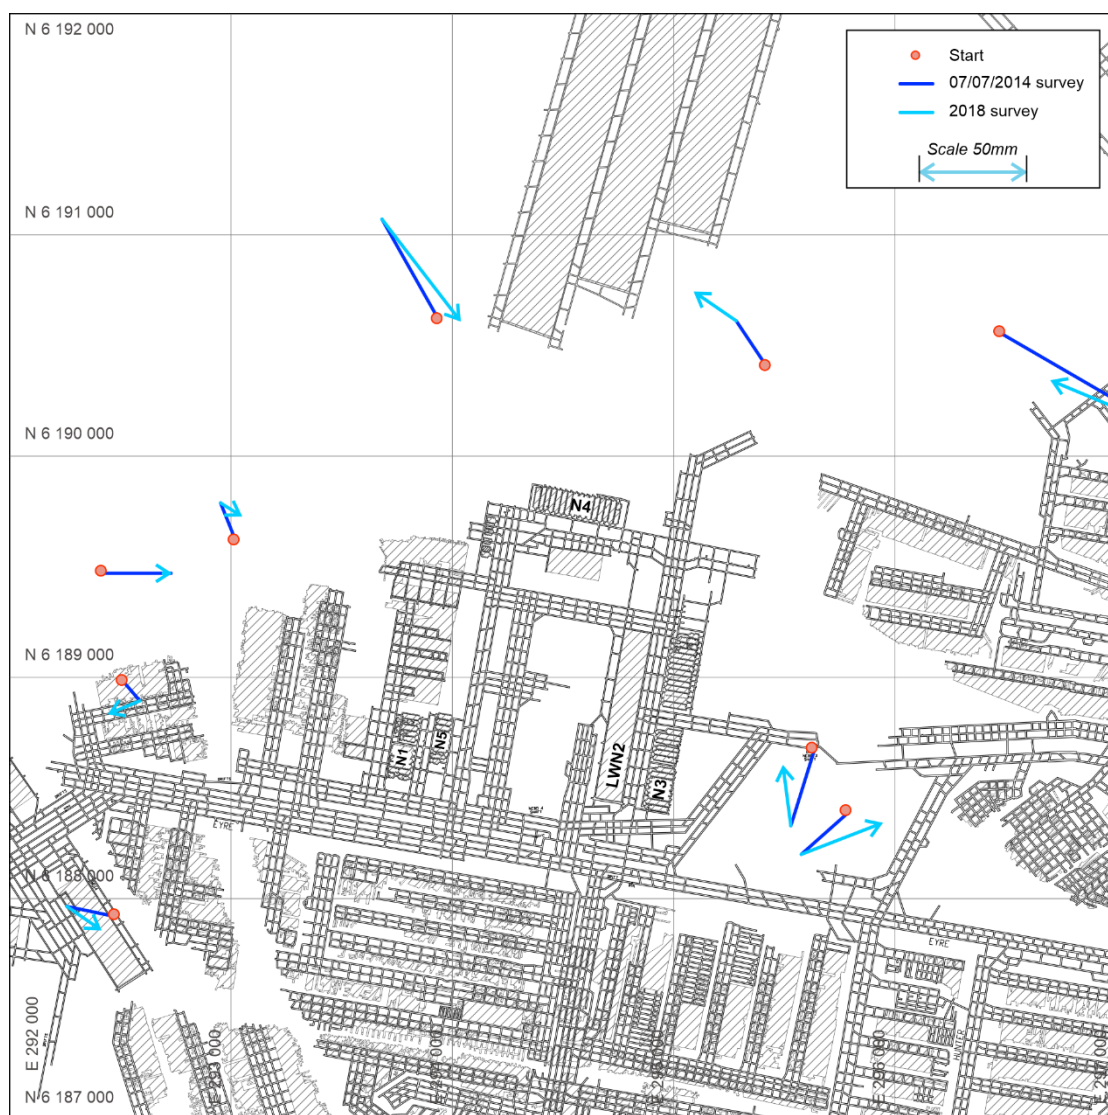 N 6 192 000
Start
07/07/2014 survey
2018 survey
Scale 50mm
N 6 191 000
N 6 190 000
N4
N 6 189 000
N1
N5
LWN2
N3
EYRE
N 6 188 000
EYRE
HUNTER
E 292 000
E 293 000
N 6 187 000